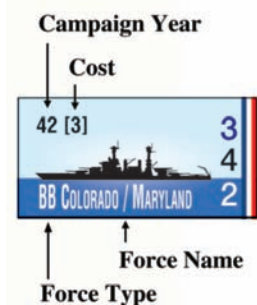 Campaign Year
Cost
42 [3]
3
4
BB COLORADO / MARYLAND 2
Force Name
Force Type